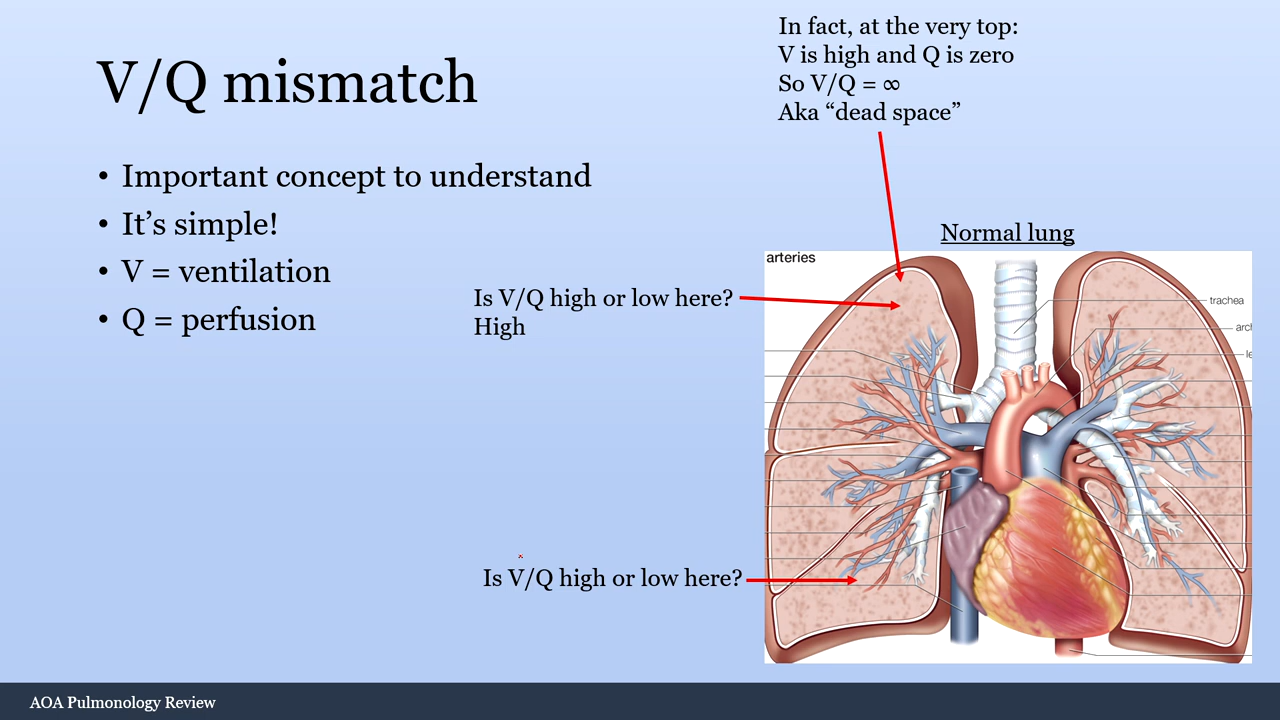 V/Q mismatch
• Important concept to understand
• It’s simple!
• V = ventilation
• Q = perfusion
In fact, at the very top:
V is high and Q is zero
So V/Q = ∞
Aka “dead space”
Normal lung
arteries
Is V/Q high or low here?
High
trachea
arch
le
Is V/Q high or low here?
AOA Pulmonology Review